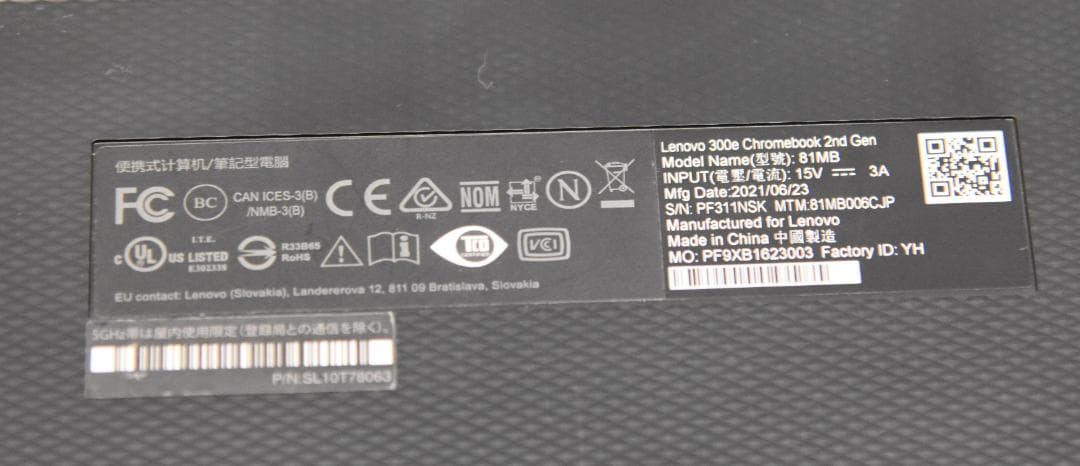 便携式计算机/筆記型電腦
FC BC CAN ICES-3(B)
/NMB-3(B)
CE R-NZ NOM NYCE N
c UL US LISTED
I.T.E.
E302338
R33B65
RoHS
TCO
CERTIFIED
VCI
EU contact: Lenovo (Slovakia), Landererova 12, 811 09 Bratislava, Slovakia
Lenovo 300e Chromebook 2nd Gen
Model Name(型號): 81MB
INPUT(電壓/電流): 15V ⎓ 3A
Mfg Date:2021/06/23
S/N: PF311NSK MTM:81MB006CJP
Manufactured for Lenovo
Made in China 中國製造
MO: PF9XB1623003 Factory ID: YH
5GHz帯は屋内使用限定(登録局との通信を除く)。
P/N:SL10T78063